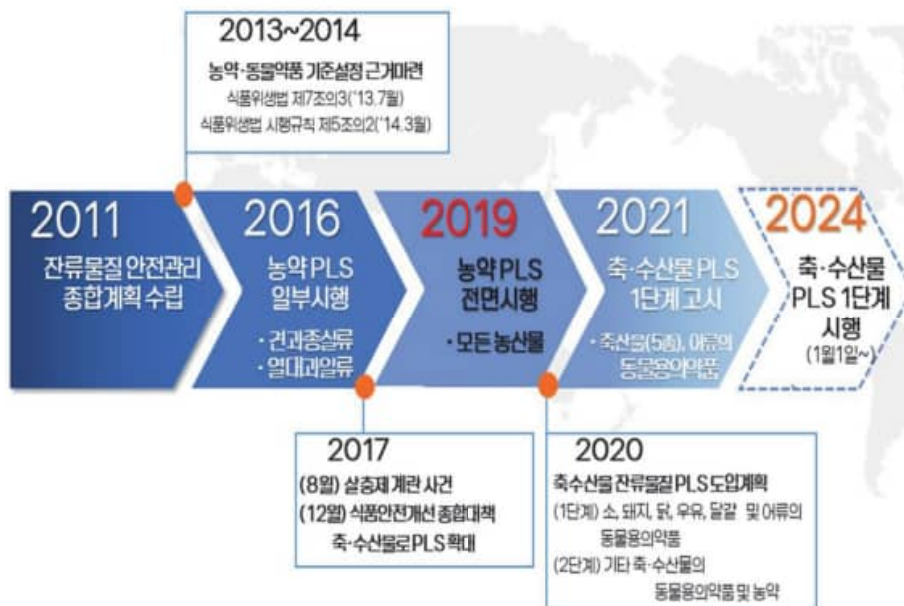 2013~2014
농약·동물약품 기준설정 근거마련
식품위생법 제7조의3('13.7월)
식품위생법 시행규칙 제5조의2('14.3월)
2011
잔류물질 안전관리
종합계획 수립
2016
농약 PLS
일부시행
· 견과종실류
· 열대과일류
2019
농약 PLS
전면시행
· 모든 농산물
2021
축·수산물 PLS
1단계 고시
· 축산물(5종), 어류의
동물용의약품
2024
축·수산물
PLS 1단계
시행
(1월1일~)
2017
(8월) 살충제 계란 사건
(12월) 식품안전개선 종합대책
축·수산물로 PLS 확대
2020
축수산물 잔류물질 PLS 도입계획
(1단계) 소, 돼지, 닭, 우유, 달걀 및 어류의
동물용의약품
(2단계) 기타 축·수산물의
동물용의약품 및 농약